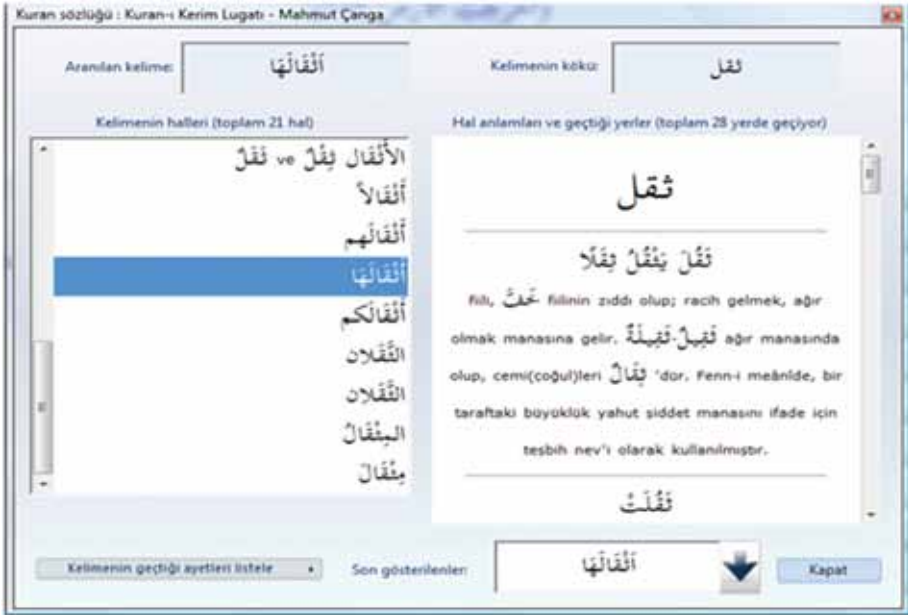 Kuran sözlüğü : Kuran-ı Kerim Lugatı - Mahmut Çanga
Aranılan kelime: اَثْقَالَهَا
Kelimenin kökü: ثقل
Kelimenin halleri (toplam 21 hal)
الأَثْقَال ثِقْلٌ ve ثَقَلٌ
أَثْقَالاً
أَثْقَالَهم
أَثْقَالَهَا
أَثْقَالَكم
الثَّقَلان
الثَّقَلان
المِثْقَالُ
مِثْقَالَ
Hal anlamları ve geçtiği yerler (toplam 28 yerde geçiyor)
ثقل
ثَقُلَ يَثْقُلُ ثِقَلًا
fiili, خَفَّ fiilinin zıddı olup; racih gelmek, ağır
olmak manasına gelir. ثَقِيلٌ-ثَقِيلَةٌ ağır manasında
olup, cemi(çoğul)leri ثِقَالٌ 'dür. Fenn-i meânîde, bir
taraftaki büyüklük yahut siddet manasını ifade için
tesbih nev'i olarak kullanılmıştır.
ثَقُلَتْ
Kelimenin geçtiği ayetleri listele
Son gösterilenler: اَثْقَالَهَا
Kapat